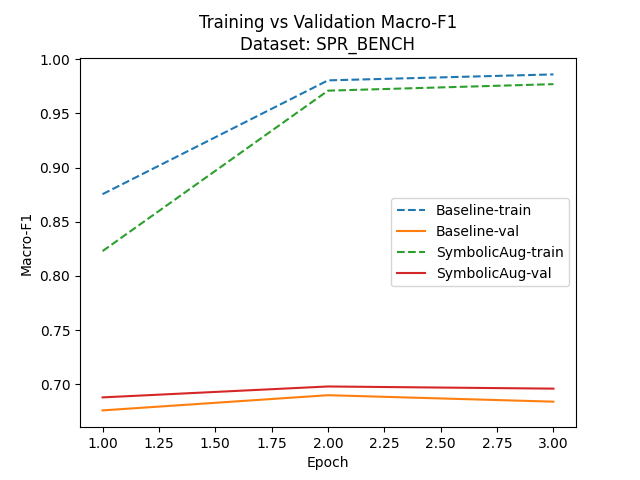 Training vs Validation Macro-F1
Dataset: SPR_BENCH
Macro-F1
1.00
0.95
0.90
0.85
0.80
0.75
0.70
Baseline-train
Baseline-val
SymbolicAug-train
SymbolicAug-val
1.00 1.25 1.50 1.75 2.00 2.25 2.50 2.75 3.00
Epoch